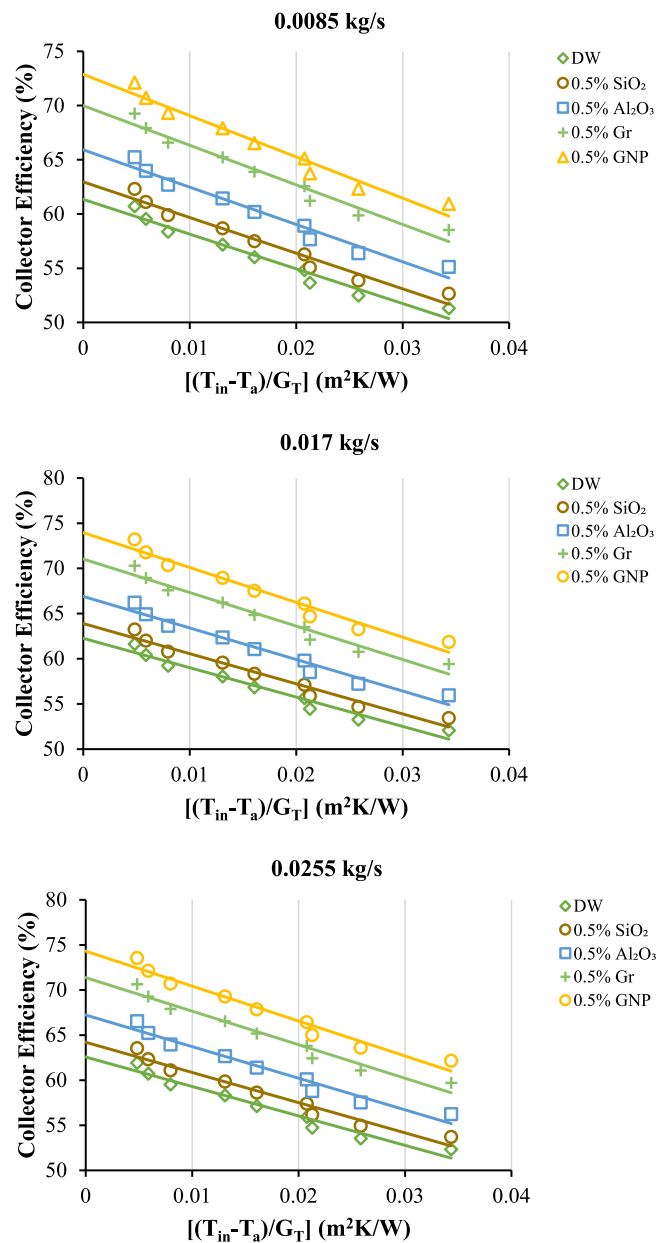 0.0085 kg/s
Collector Efficiency (%)
75
70
65
60
55
50
0
0.01
0.02
0.03
0.04
[(Tin-Ta)/GT] (m²K/W)
DW
0.5% SiO₂
0.5% Al₂O₃
0.5% Gr
0.5% GNP
0.017 kg/s
Collector Efficiency (%)
80
75
70
65
60
55
50
0
0.01
0.02
0.03
0.04
[(Tin-Ta)/GT] (m²K/W)
DW
0.5% SiO₂
0.5% Al₂O₃
0.5% Gr
0.5% GNP
0.0255 kg/s
Collector Efficiency (%)
80
75
70
65
60
55
50
0
0.01
0.02
0.03
0.04
[(Tin-Ta)/GT] (m²K/W)
DW
0.5% SiO₂
0.5% Al₂O₃
0.5% Gr
0.5% GNP